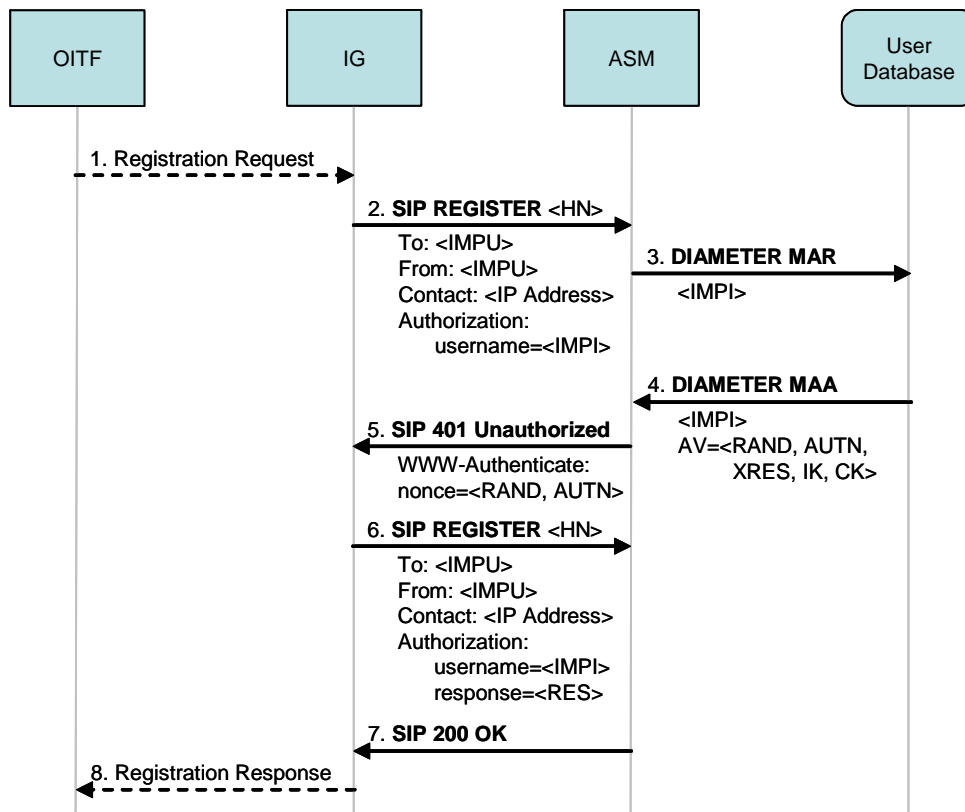 OITF
IG
ASM
User
Database
1. Registration Request
2. SIP REGISTER <HN>
To: <IMPU>
From: <IMPU>
Contact: <IP Address>
Authorization:
username=<IMPI>
3. DIAMETER MAR
<IMPI>
4. DIAMETER MAA
<IMPI>
AV=<RAND, AUTN,
XRES, IK, CK>
5. SIP 401 Unauthorized
WWW-Authenticate:
nonce=<RAND, AUTN>
6. SIP REGISTER <HN>
To: <IMPU>
From: <IMPU>
Contact: <IP Address>
Authorization:
username=<IMPI>
response=<RES>
7. SIP 200 OK
8. Registration Response